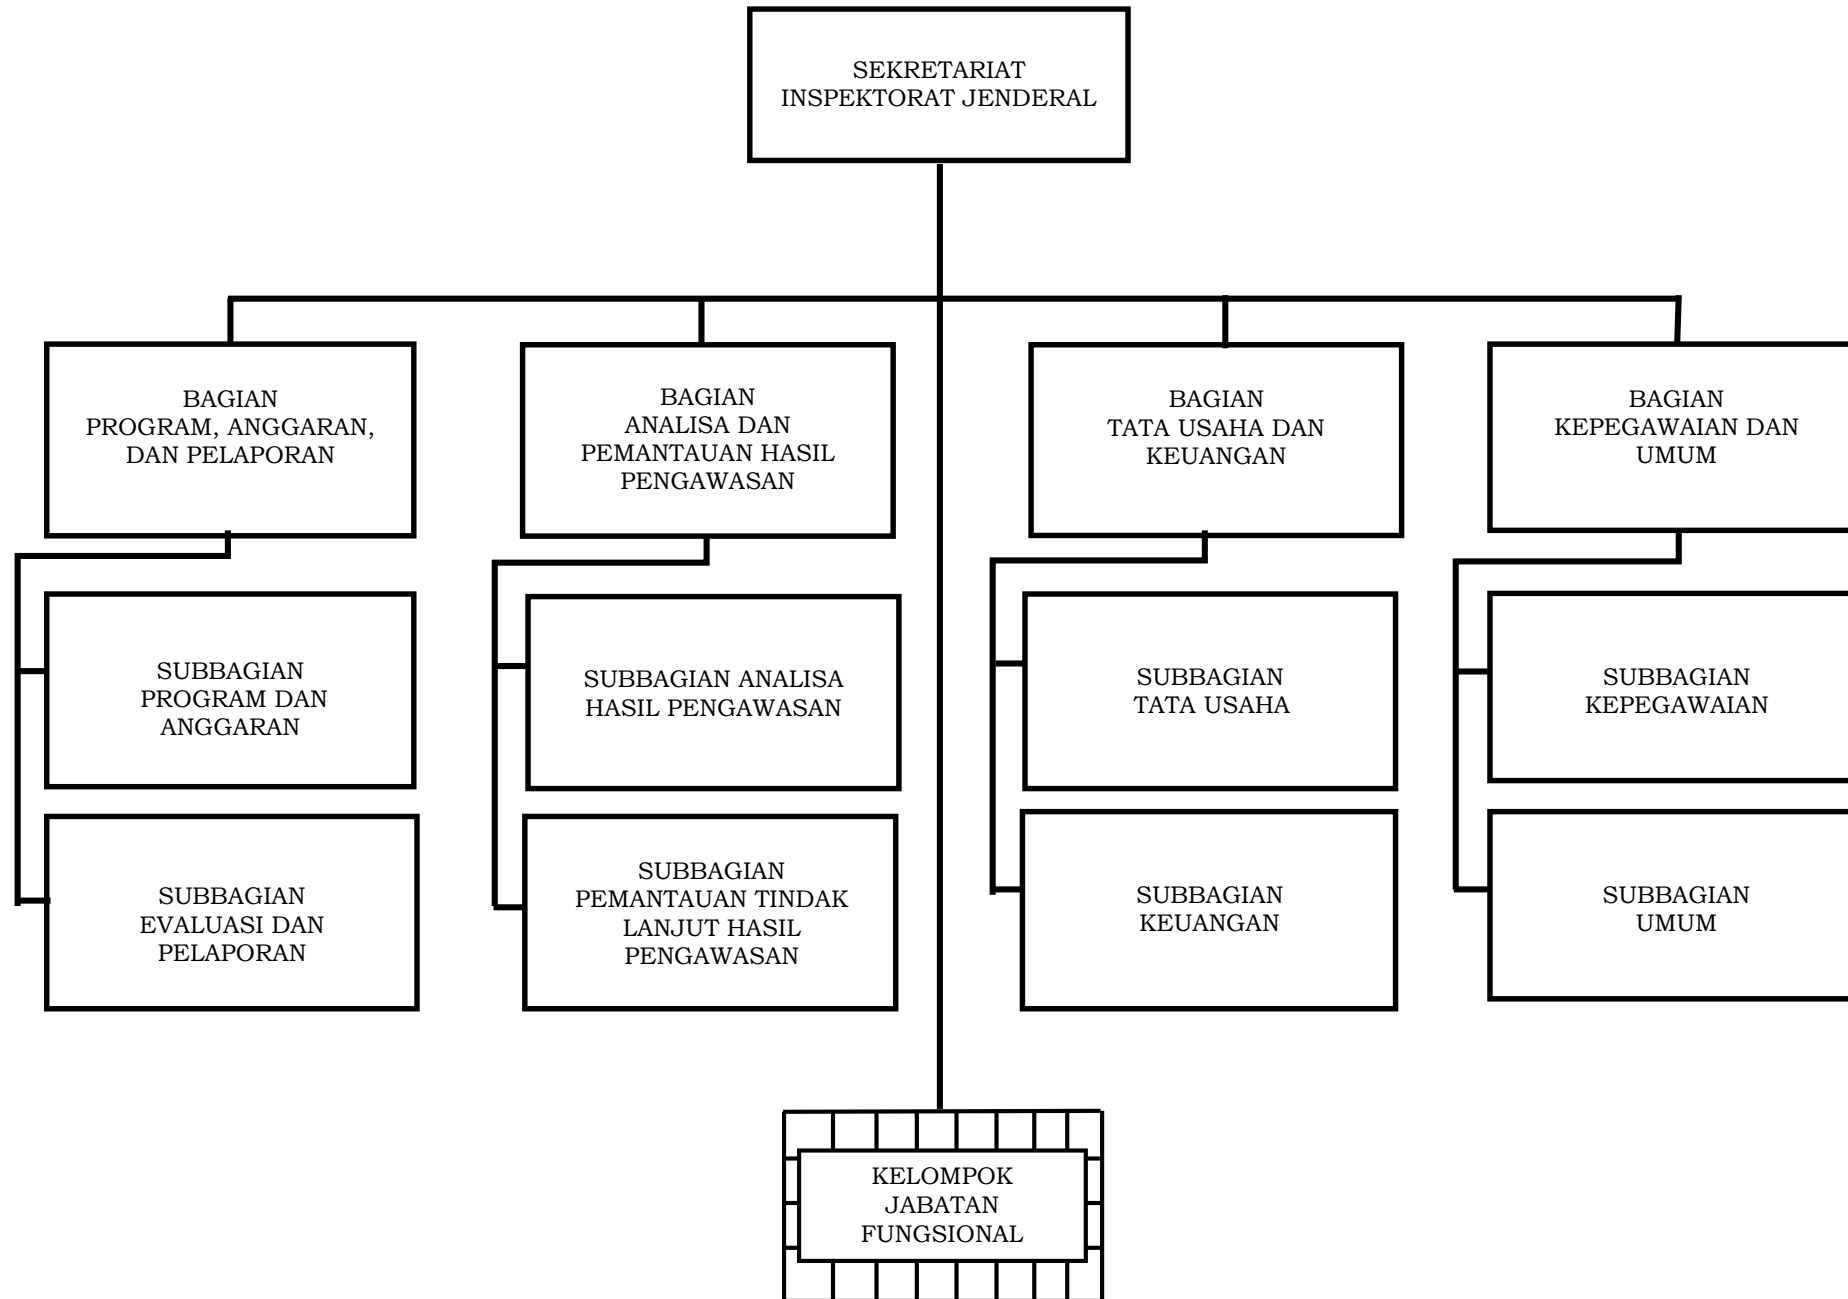 SEKRETARIAT
INSPEKTORAT JENDERAL
BAGIAN
PROGRAM, ANGGARAN,
DAN PELAPORAN
BAGIAN
ANALISA DAN
PEMANTAUAN HASIL
PENGAWASAN
BAGIAN
TATA USAHA DAN
KEUANGAN
BAGIAN
KEPEGAWAIAN DAN
UMUM
SUBBAGIAN
PROGRAM DAN
ANGGARAN
SUBBAGIAN ANALISA
HASIL PENGAWASAN
SUBBAGIAN
TATA USAHA
SUBBAGIAN
KEPEGAWAIAN
SUBBAGIAN
EVALUASI DAN
PELAPORAN
SUBBAGIAN
PEMANTAUAN TINDAK
LANJUT HASIL
PENGAWASAN
SUBBAGIAN
KEUANGAN
SUBBAGIAN
UMUM
KELOMPOK
JABATAN
FUNGSIONAL